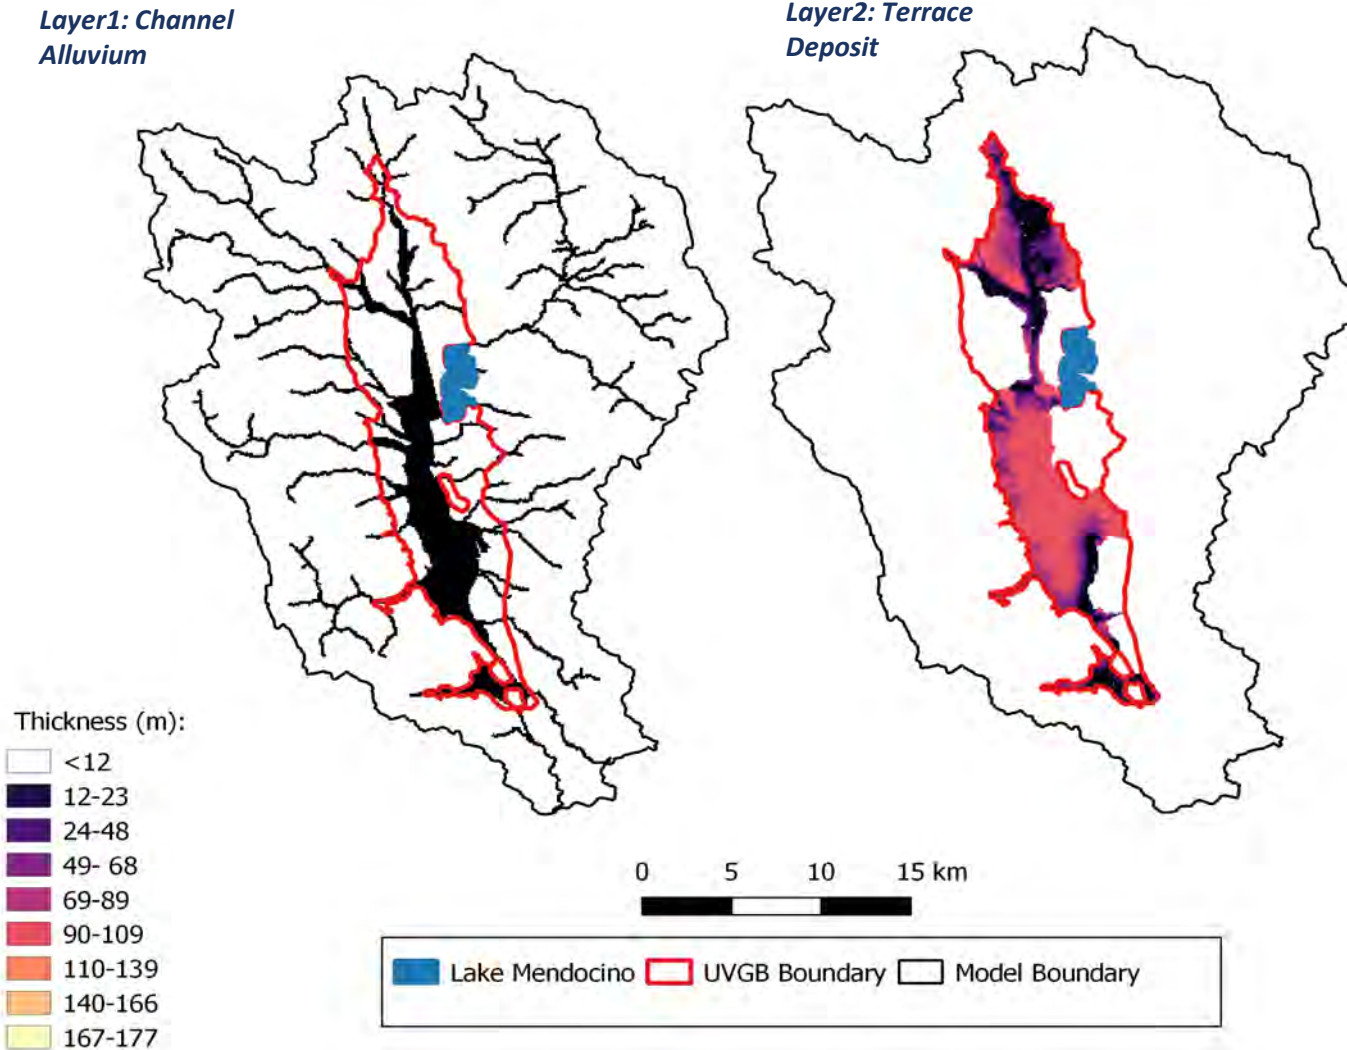 Layer1: Channel
Alluvium
Layer2: Terrace
Deposit
Thickness (m):
<12
12-23
24-48
49- 68
69-89
90-109
110-139
140-166
167-177
0 5 10 15 km
Lake Mendocino UVGB Boundary Model Boundary